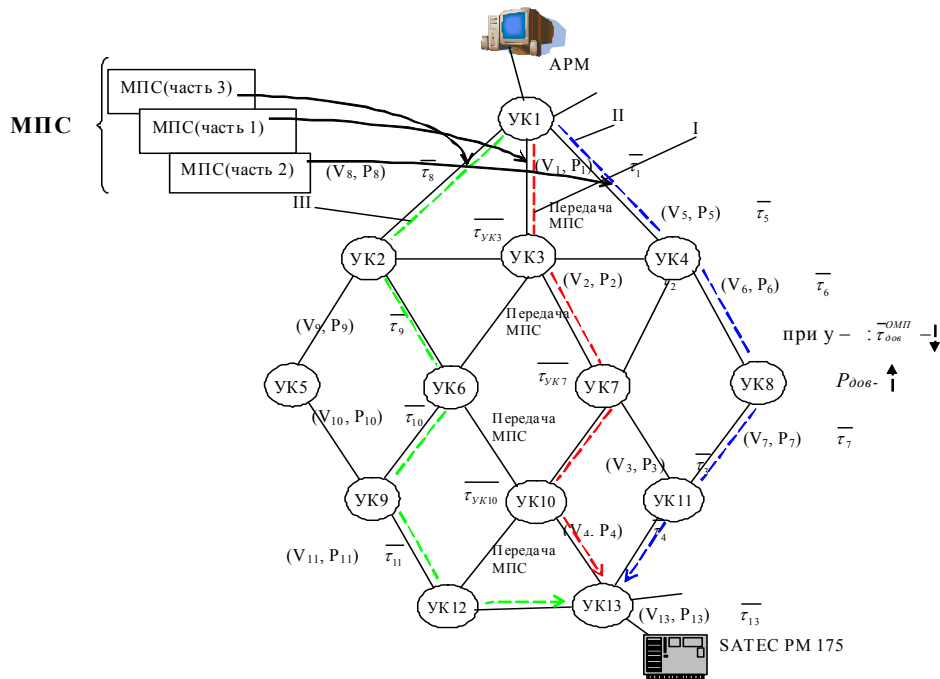 АРМ
МПС(часть 3)
МПС(часть 1)
МПС(часть 2)
МПС
УК1
II
I
III
(V8, P8)
τ8
(V1, P1)
τ1
Передача
МПС
τУК3
(V5, P5)
τ5
УК2
УК3
УК4
2
(V2, P2)
(V6, P6)
τ6
(V9, P9)
τ9
Передача
МПС
при у – : τдов ОМП –
Pдов-
τУК7
УК5
УК6
УК7
УК8
(V10, P10)
τ10
Передача
МПС
(V7, P7)
τ7
(V3, P3)
τ3
τУК10
УК9
УК10
УК11
(V4, P4)
τ4
(V11, P11)
τ11
Передача
МПС
УК12
УК13
(V13, P13)
τ13
SATEC PM 175